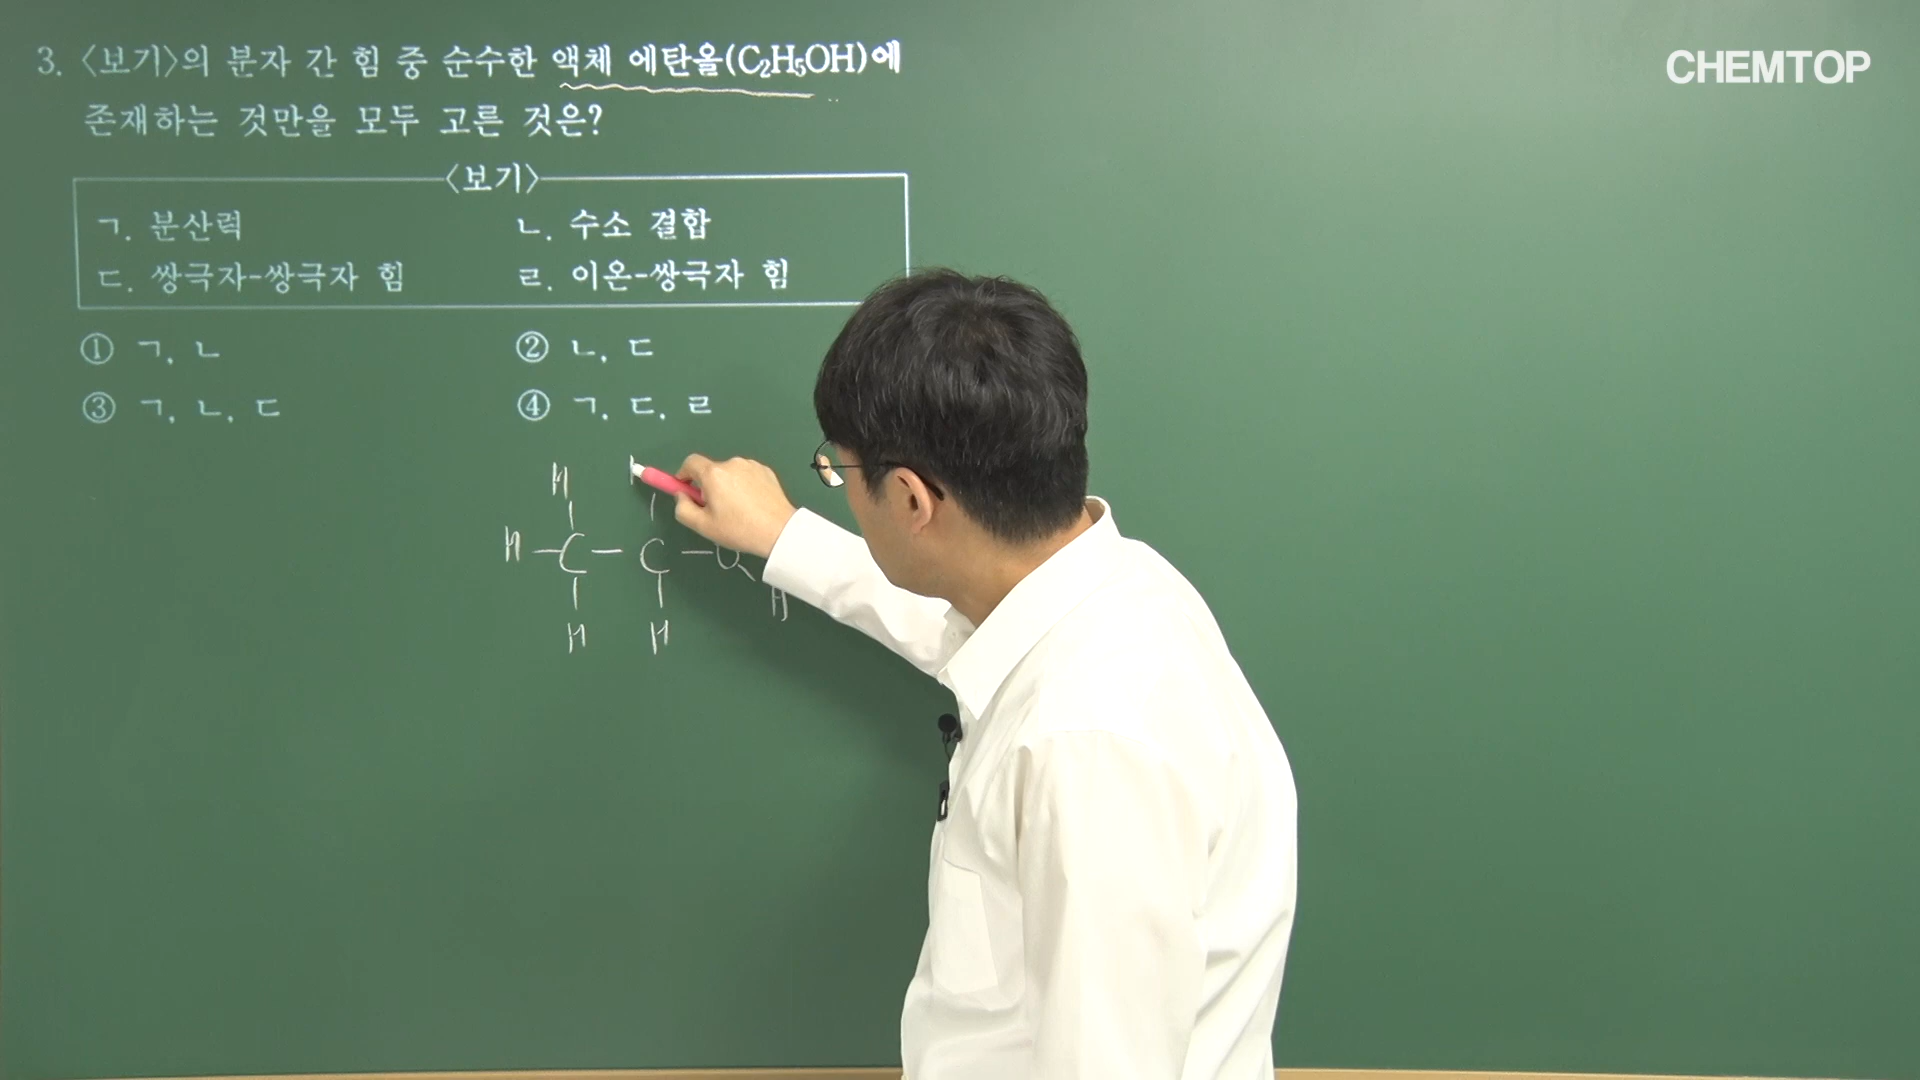 3. 〈보기〉의 분자 간 힘 중 순수한 액체 에탄올(C₂H₅OH)에
존재하는 것만을 모두 고른 것은?
〈보기〉
ㄱ. 분산력 ㄴ. 수소 결합
ㄷ. 쌍극자-쌍극자 힘 ㄹ. 이온-쌍극자 힘
① ㄱ, ㄴ ② ㄴ, ㄷ
③ ㄱ, ㄴ, ㄷ ④ ㄱ, ㄷ, ㄹ
H
H — C — C — O
H H H
CHEMTOP